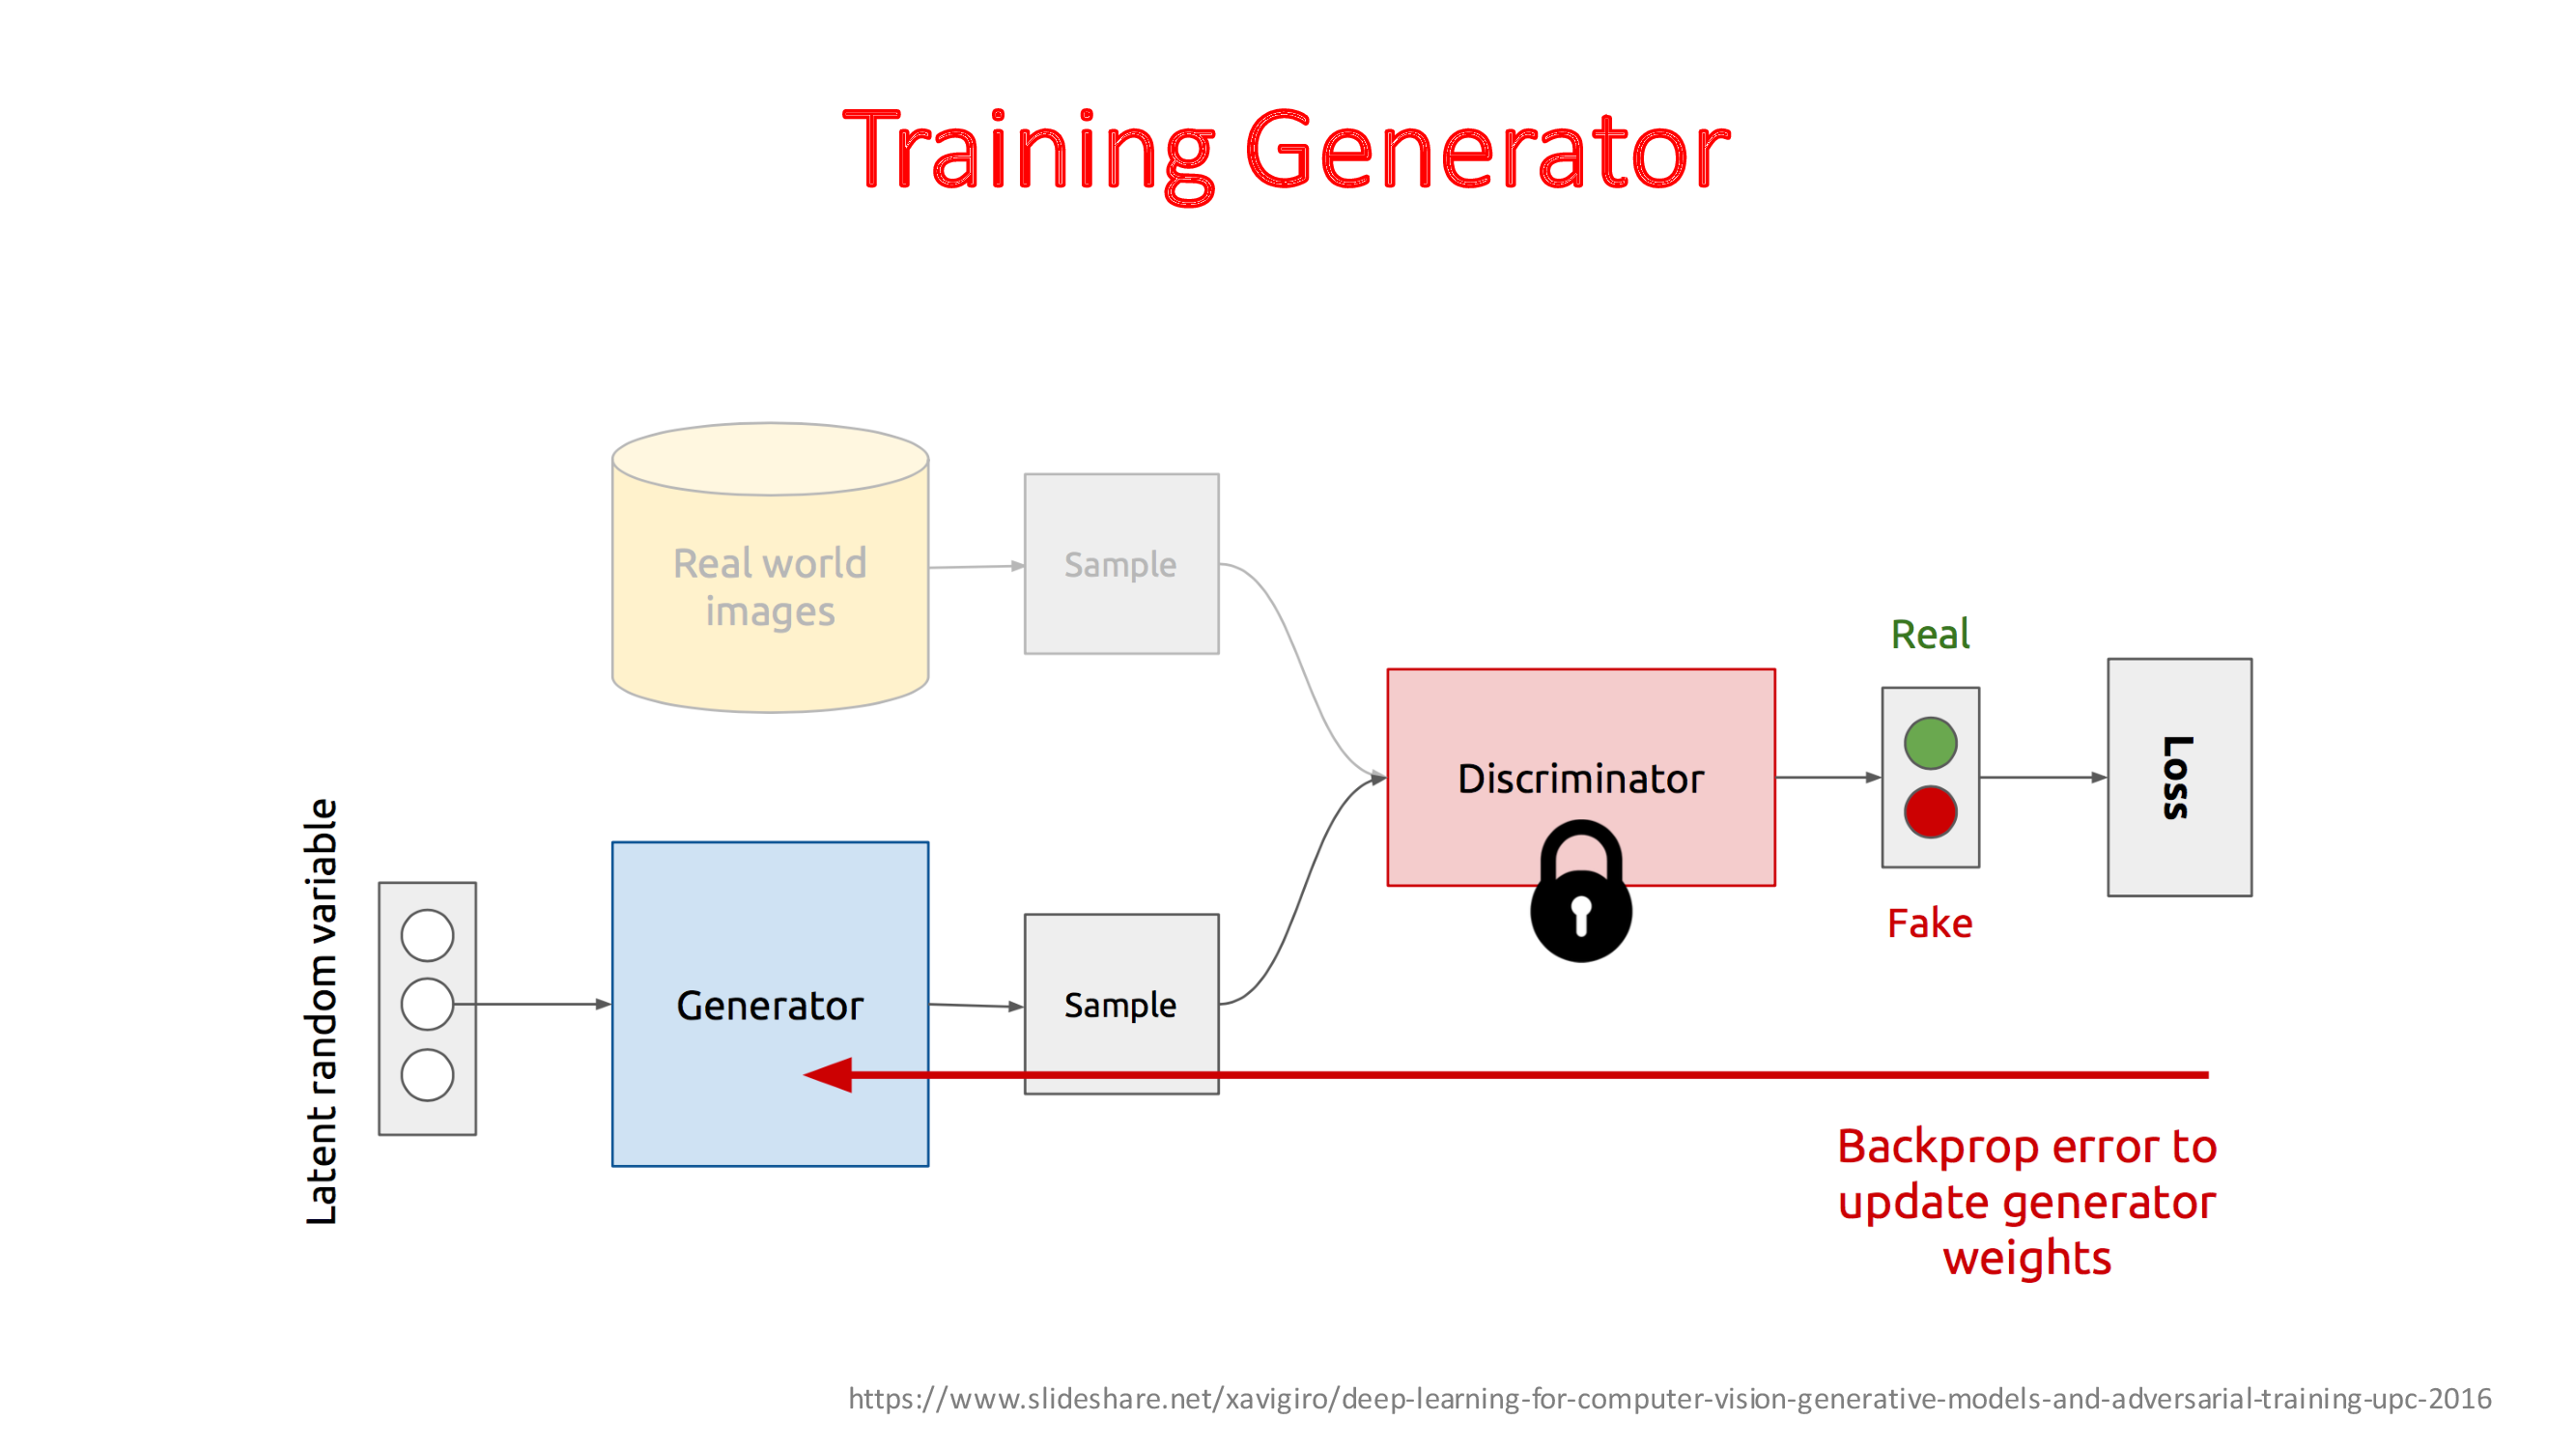 Training Generator
Real world
images
Sample
Latent random variable
Generator
Sample
Discriminator
Real
Fake
Loss
Backprop error to
update generator
weights
https://www.slideshare.net/xavigiro/deep-learning-for-computer-vision-generative-models-and-adversarial-training-upc-2016